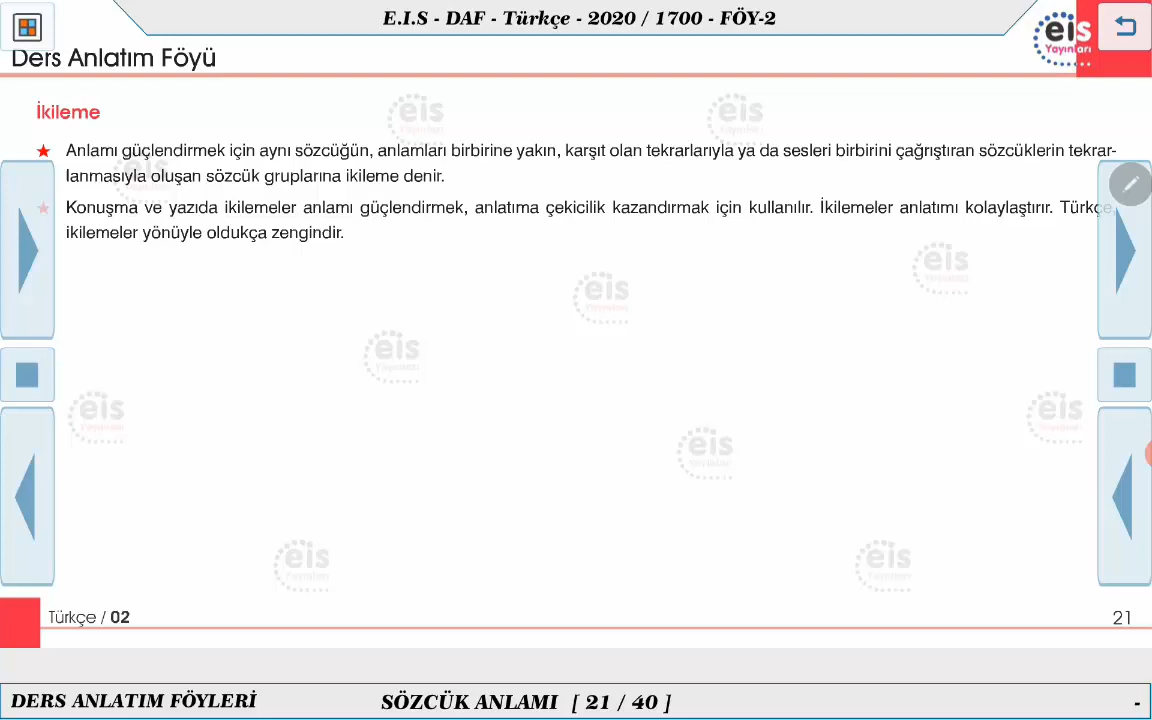 E.I.S - DAF - Türkçe - 2020 / 1700 - FÖY-2
eis
Yayınları
Ders Anlatım Föyü
İkileme
★ Anlamı güçlendirmek için aynı sözcüğün, anlamları birbirine yakın, karşıt olan tekrarlarıyla ya da sesleri birbirini çağrıştıran sözcüklerin tekrar-
lanmasıyla oluşan sözcük gruplarına ikileme denir.
★ Konuşma ve yazıda ikilemeler anlamı güçlendirmek, anlatıma çekicilik kazandırmak için kullanılır. İkilemeler anlatımı kolaylaştırır. Türkçe,
ikilemeler yönüyle oldukça zengindir.
Türkçe / 02
21
DERS ANLATIM FÖYLERİ
SÖZCÜK ANLAMI [ 21 / 40 ]
-